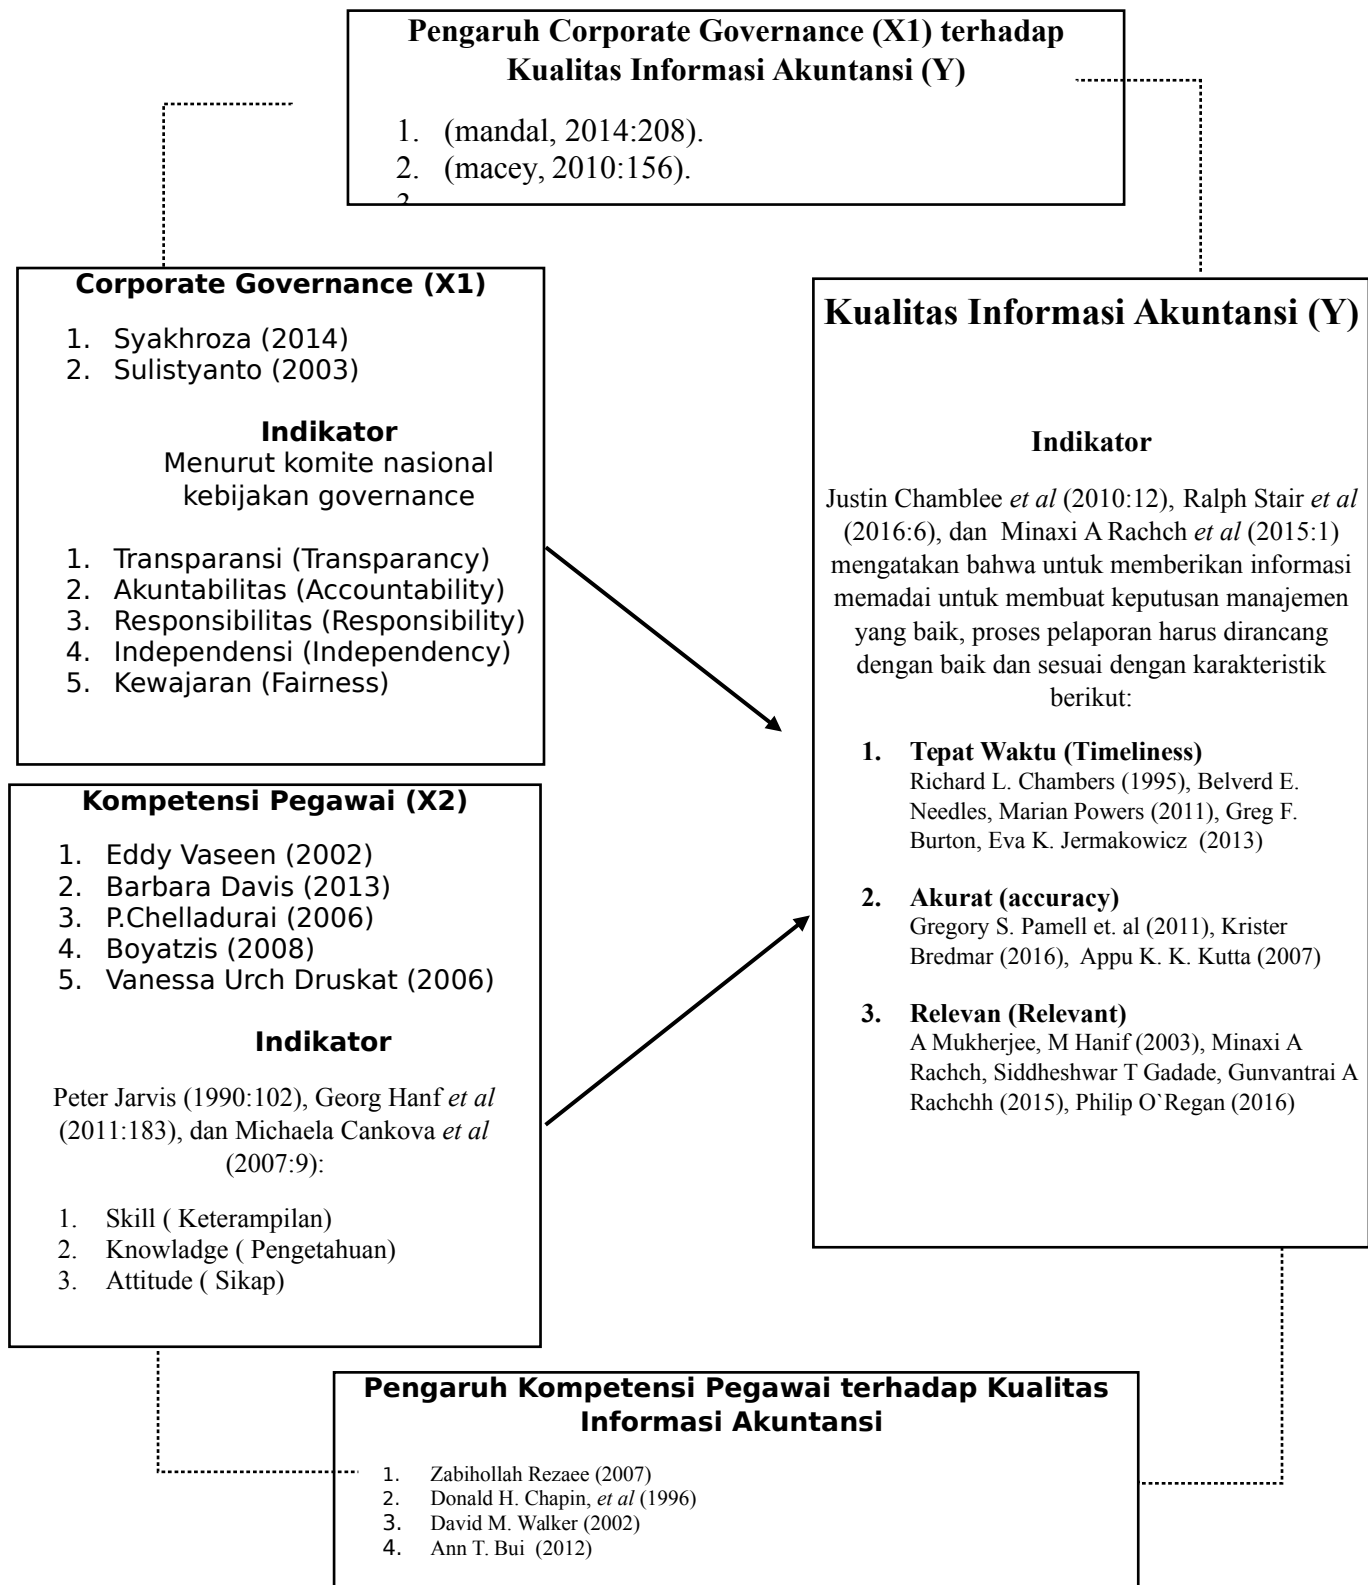 Pengaruh Corporate Governance (X1) terhadap
Kualitas Informasi Akuntansi (Y)
1. (mandal, 2014:208).
2. (macey, 2010:156).
Corporate Governance (X1)
1. Syakhroza (2014)
2. Sulistyanto (2003)
Indikator
Menurut komite nasional
kebijakan governance
1. Transparansi (Transparancy)
2. Akuntabilitas (Accountability)
3. Responsibilitas (Responsibility)
4. Independensi (Independency)
5. Kewajaran (Fairness)
Kompetensi Pegawai (X2)
1. Eddy Vaseen (2002)
2. Barbara Davis (2013)
3. P.Chelladurai (2006)
4. Boyatzis (2008)
5. Vanessa Urch Druskat (2006)
Indikator
Peter Jarvis (1990:102), Georg Hanf et al
(2011:183), dan Michaela Cankova et al
(2007:9):
1. Skill ( Keterampilan)
2. Knowladge ( Pengetahuan)
3. Attitude ( Sikap)
Kualitas Informasi Akuntansi (Y)
Indikator
Justin Chamblee et al (2010:12), Ralph Stair et al
(2016:6), dan Minaxi A Rachch et al (2015:1)
mengatakan bahwa untuk memberikan informasi
memadai untuk membuat keputusan manajemen
yang baik, proses pelaporan harus dirancang
dengan baik dan sesuai dengan karakteristik
berikut:
1. Tepat Waktu (Timeliness)
Richard L. Chambers (1995), Belverd E.
Needles, Marian Powers (2011), Greg F.
Burton, Eva K. Jermakowicz (2013)
2. Akurat (accuracy)
Gregory S. Pamell et. al (2011), Krister
Bredmar (2016), Appu K. K. Kutta (2007)
3. Relevan (Relevant)
A Mukherjee, M Hanif (2003), Minaxi A
Rachch, Siddheshwar T Gadade, Gunvantrai A
Rachchh (2015), Philip O`Regan (2016)
Pengaruh Kompetensi Pegawai terhadap Kualitas
Informasi Akuntansi
1. Zabihollah Rezaee (2007)
2. Donald H. Chapin, et al (1996)
3. David M. Walker (2002)
4. Ann T. Bui (2012)